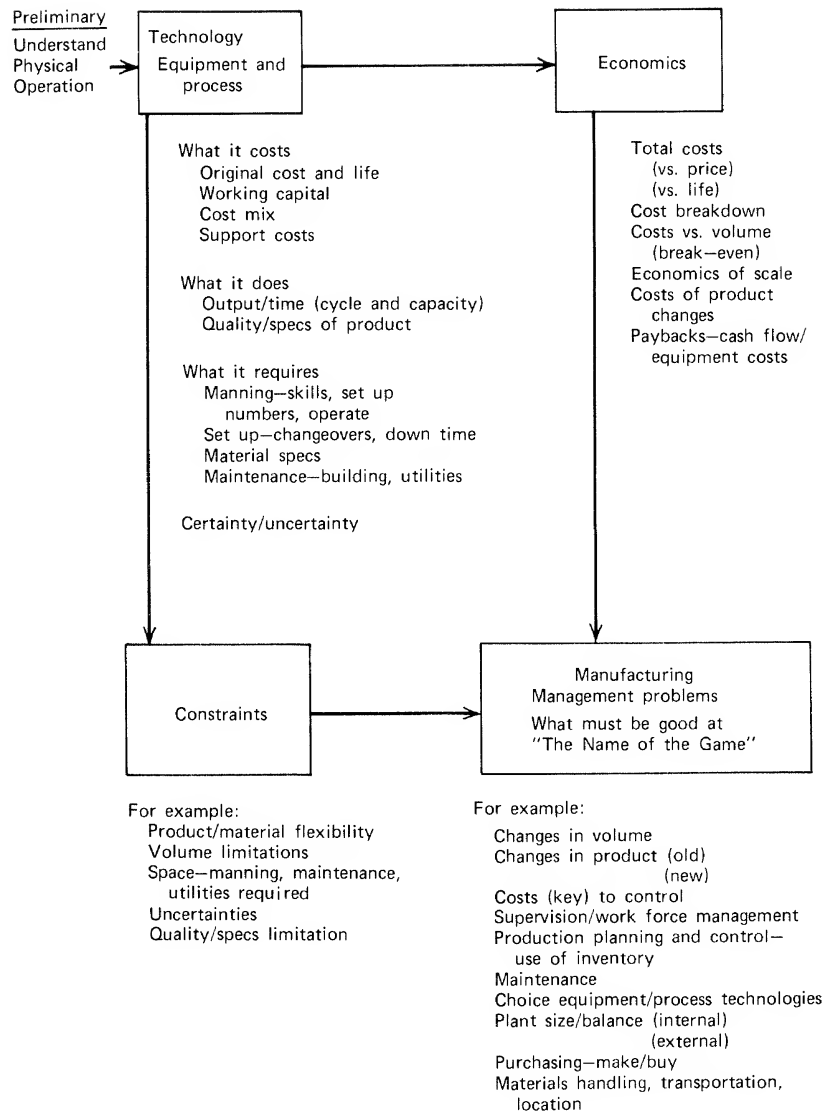 Preliminary
Understand
Physical
Operation
Technology
Equipment and
process
Economics
What it costs
Original cost and life
Working capital
Cost mix
Support costs
What it does
Output/time (cycle and capacity)
Quality/specs of product
What it requires
Manning—skills, set up
numbers, operate
Set up—changeovers, down time
Material specs
Maintenance—building, utilities
Certainty/uncertainty
Total costs
(vs. price)
(vs. life)
Cost breakdown
Costs vs. volume
(break—even)
Economics of scale
Costs of product
changes
Paybacks—cash flow/
equipment costs
Constraints
Manufacturing
Management problems
What must be good at
"The Name of the Game"
For example:
Product/material flexibility
Volume limitations
Space—manning, maintenance,
utilities required
Uncertainties
Quality/specs limitation
For example:
Changes in volume
Changes in product (old)
(new)
Costs (key) to control
Supervision/work force management
Production planning and control—
use of inventory
Maintenance
Choice equipment/process technologies
Plant size/balance (internal)
(external)
Purchasing—make/buy
Materials handling, transportation,
location